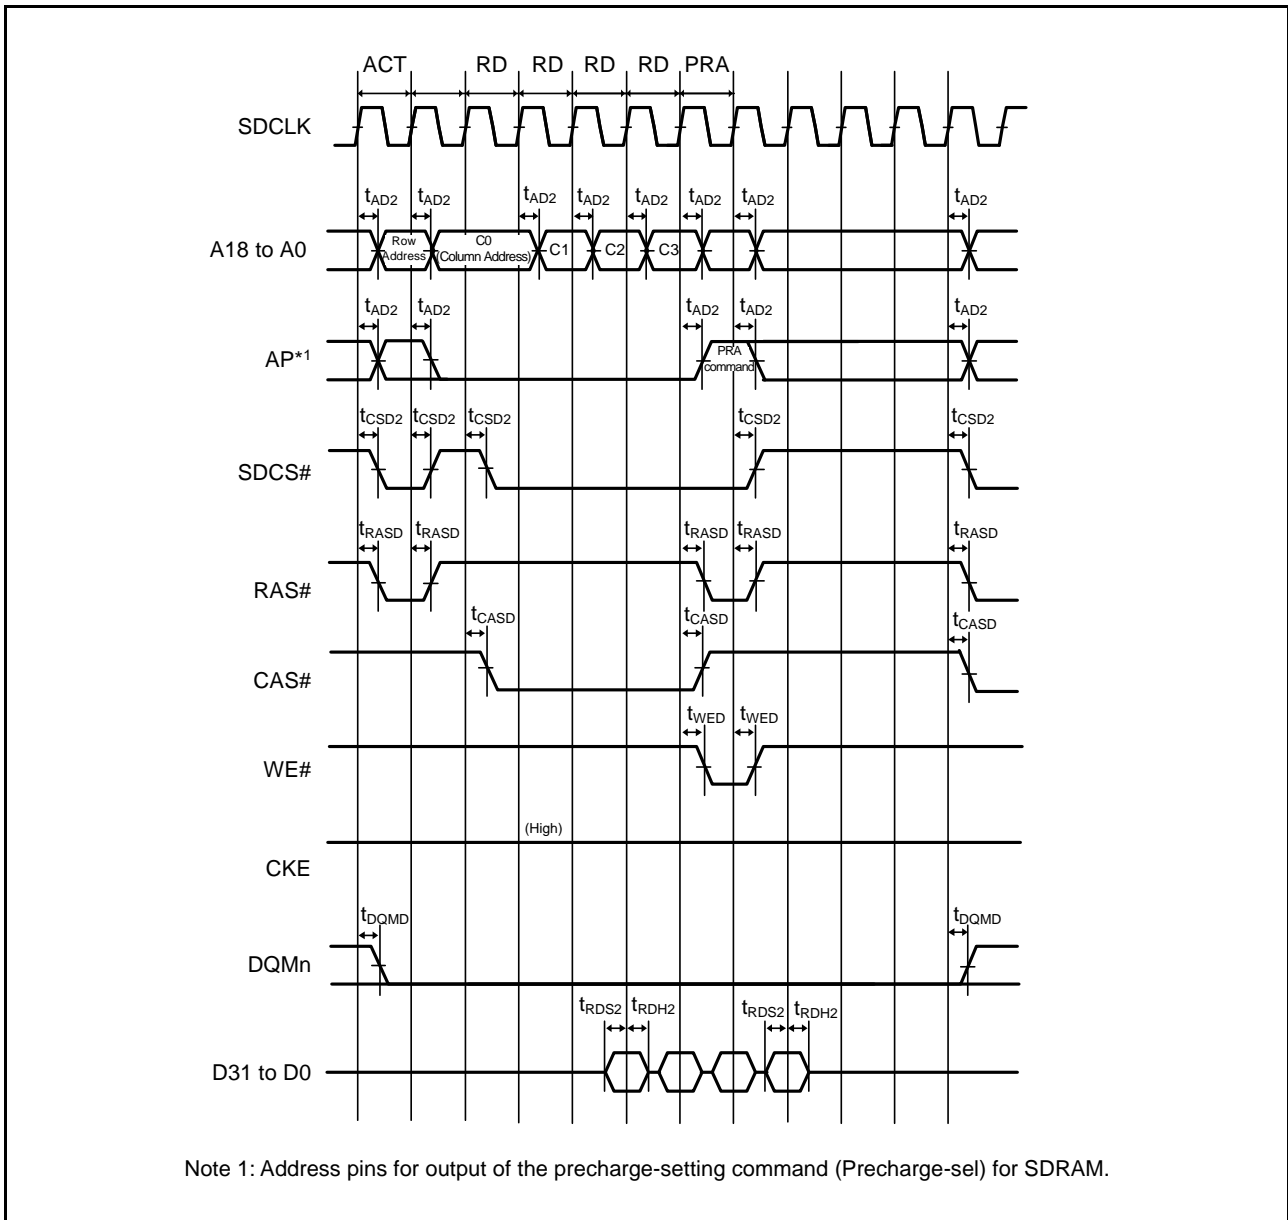 ACT RD RD RD RD PRA
SDCLK
tAD2 tAD2 tAD2 tAD2 tAD2 tAD2 tAD2 tAD2
A18 to A0
Row Address
C0 (Column Address)
C1
C2
C3
tAD2 tAD2 tAD2 tAD2 tAD2
AP*1
PRA command
tCSD2 tCSD2 tCSD2 tCSD2 tCSD2
SDCS#
tRASD tRASD tRASD tRASD tRASD
RAS#
tCASD tCASD tCASD
CAS#
tWED tWED
WE#
(High)
CKE
tDQMD tDQMD
DQMn
tRDS2 tRDH2 tRDS2 tRDH2
D31 to D0
Note 1: Address pins for output of the precharge-setting command (Precharge-sel) for SDRAM.